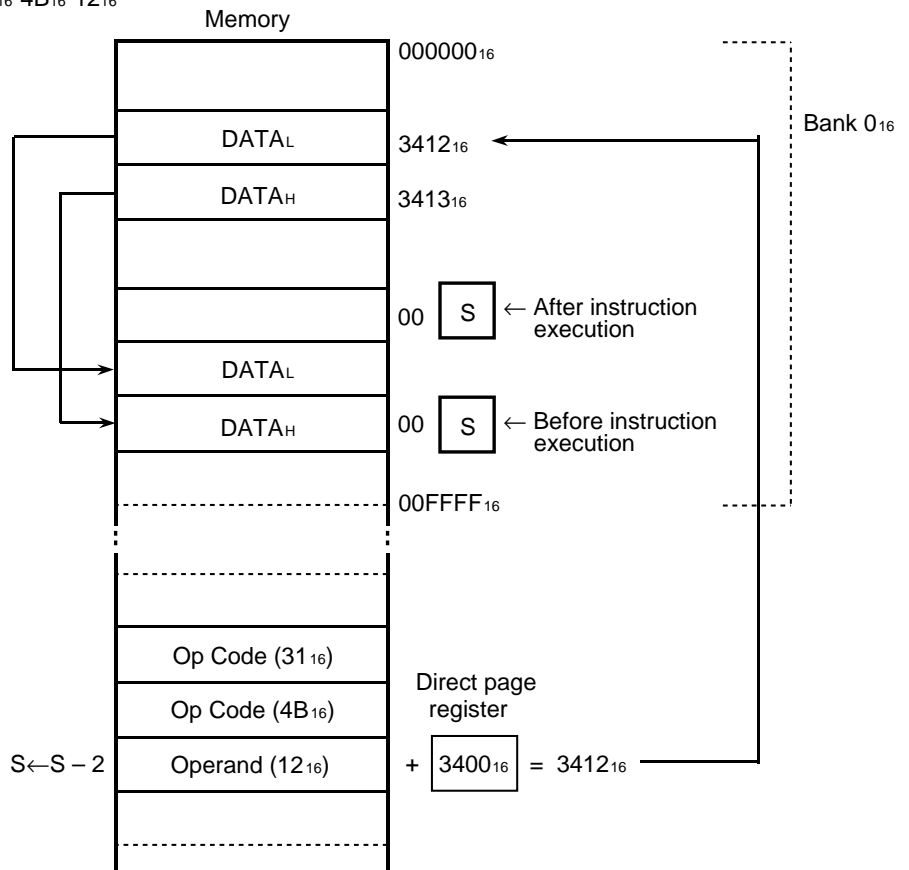 16 4B16 1216
Memory
00000016
Bank 016
DATAL
341216
DATAH
341316
00 S ← After instruction
execution
DATAL
DATAH
00 S ← Before instruction
execution
00FFFF16
Op Code (3116)
Direct page
register
Op Code (4B16)
S←S – 2
Operand (1216)
+ 340016 = 341216